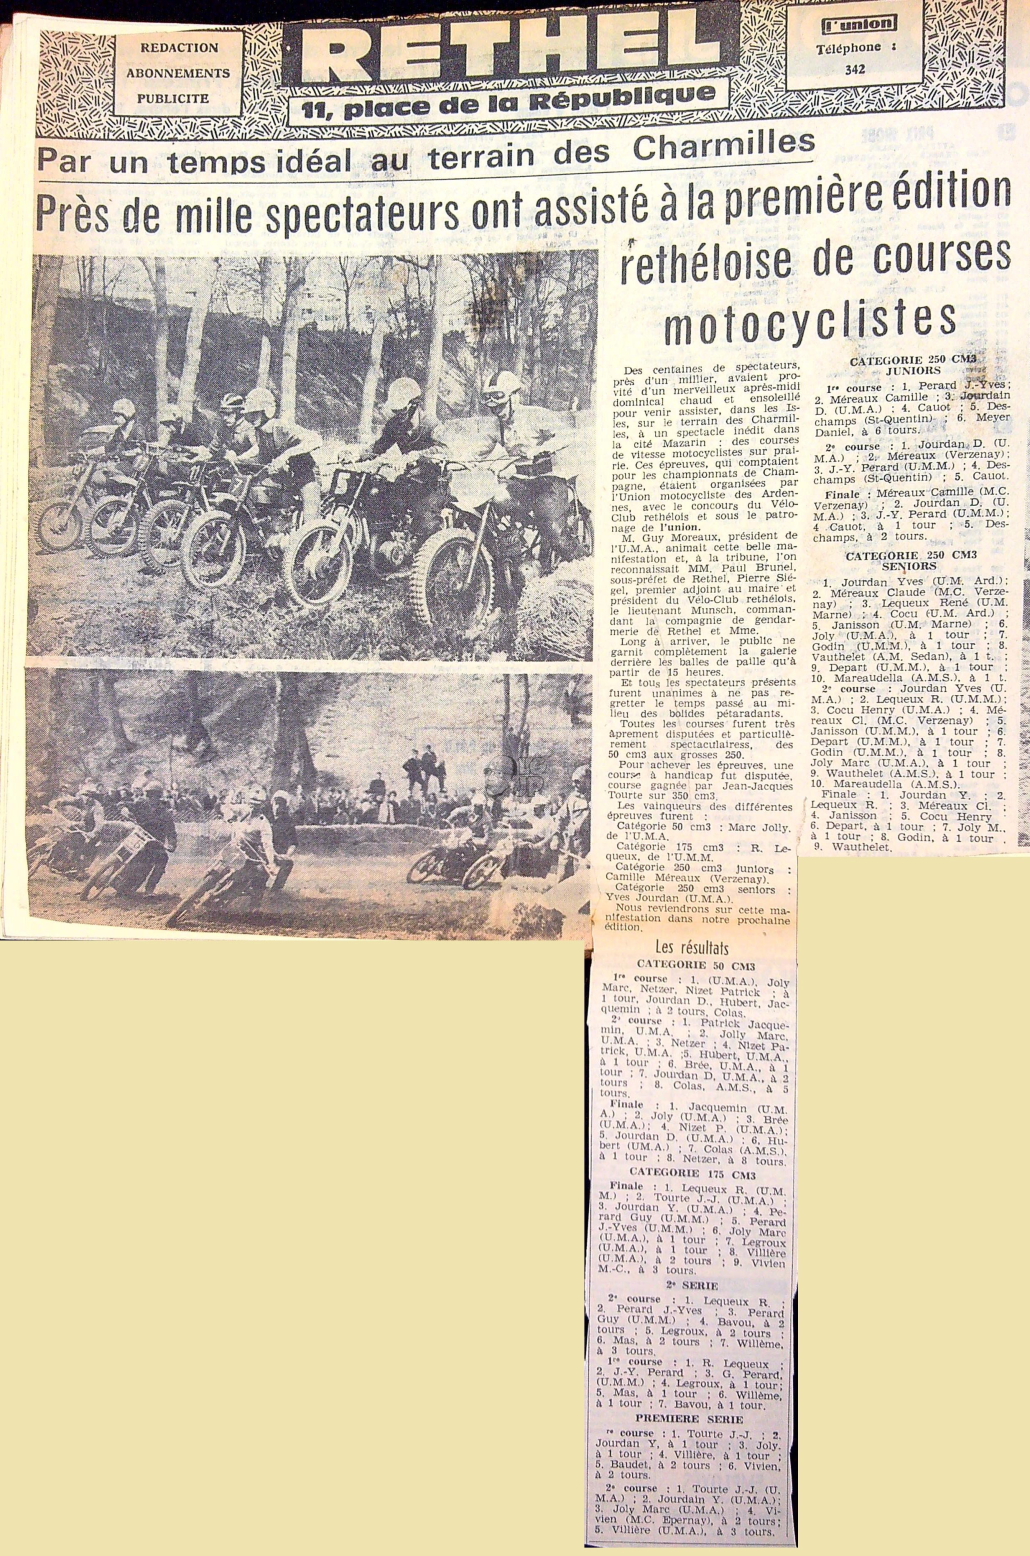 REDACTION
ABONNEMENTS
PUBLICITE
RETHEL
11, place de la République
l'union
Téléphone :
342
Par un temps idéal au terrain des Charmilles
Près de mille spectateurs ont assisté à la première édition
rethéloise de courses
motocyclistes
Des centaines de spectateurs,
près d'un millier, avaient pro-
vité d'un merveilleux après-midi
dominical chaud et ensoleillé
pour venir assister, dans les Is-
les, sur le terrain des Charmil-
les, à un spectacle inédit dans
la cité Mazarin : des courses
de vitesse motocyclistes sur prai-
rie. Ces épreuves, qui comptaient
pour les championnats de Cham-
pagne, étaient organisées par
l'Union motocycliste des Arden-
nes, avec le concours du Vélo-
Club rethélois et sous le patro-
nage de l'union.
M. Guy Moreaux, président de
l'U.M.A., animait cette belle ma-
nifestation et, à la tribune, l'on
reconnaissait MM. Paul Brunel,
sous-préfet de Rethel, Pierre Sié-
gel, premier adjoint au maire et
président du Vélo-Club rethélois,
le lieutenant Munsch, comman-
dant la compagnie de gendar-
merie de Rethel et Mme.
Long à arriver, le public ne
garnit complètement la galerie
derrière les balles de paille qu'à
partir de 15 heures.
Et tous les spectateurs présents
furent unanimes à ne pas re-
gretter le temps passé au mi-
lieu des bolides pétaradants.
Toutes les courses furent très
âprement disputées et particuliè-
rement spectaculaires, des
50 cm3 aux grosses 250.
Pour achever les épreuves, une
course à handicap fut disputée,
course gagnée par Jean-Jacques
Tourte sur 350 cm3.
Les vainqueurs des différentes
épreuves furent :
Catégorie 50 cm3 : Marc Jolly,
de l'U.M.A.
Catégorie 175 cm3 : R. Le-
queux, de l'U.M.M.
Catégorie 250 cm3 juniors :
Camille Méreaux (Verzenay).
Catégorie 250 cm3 seniors :
Yves Jourdan (U.M.A.).
Nous reviendrons sur cette ma-
nifestation dans notre prochaine
édition.
Les résultats
CATEGORIE 50 CM3
1re course : 1. (U.M.A.), Joly
Marc, Netzer, Nizet Patrick ; à
1 tour, Jourdan D., Hubert, Jac-
quemin ; à 2 tours, Colas.
2e course : 1. Patrick Jacque-
min, U.M.A. ; 2. Jolly Marc,
U.M.A. ; 3. Netzer ; 4. Nizet Pa-
trick, U.M.A. ;5. Hubert, U.M.A.,
à 1 tour ; 6. Brée, U.M.A., à 1
tour ; 7. Jourdan D, U.M.A., à 2
tours ; 8. Colas, A.M.S., à 5
tours.
Finale : 1. Jacquemin (U.M.
A.) ; 2. Joly (U.M.A.) ; 3. Brée
(U.M.A.); 4. Nizet P. (U.M.A.);
5. Jourdan D. (U.M.A.) ; 6. Hu-
bert (UM.A.) ; 7. Colas (A.M.S.),
à 1 tour ; 8. Netzer, à 8 tours.
CATEGORIE 175 CM3
Finale : 1. Lequeux R. (U.M.
M.) ; 2. Tourte J.-J. (U.M.A.) ;
3. Jourdan Y. (U.M.A.) ; 4. Pe-
rard Guy (U.M.M.) ; 5. Perard
J.-Yves (U.M.M.) ; 6. Joly Marc
(U.M.A.), à 1 tour ; 7. Legroux
(U.M.A.), à 1 tour ; 8. Villière
(U.M.A.), à 2 tours ; 9. Vivien
M.-C., à 3 tours.
2e SERIE
2e course : 1. Lequeux R. ;
2. Perard J.-Yves ; 3. Perard
Guy (U.M.M.) ; 4. Bavou, à 2
tours ; 5. Legroux, à 2 tours ;
6. Mas, à 2 tours ; 7. Willème,
à 3 tours.
1re course : 1. R. Lequeux ;
2. J.-Y. Perard ; 3. G. Perard,
(U.M.M.) ; 4. Legroux, à 1 tour;
5. Mas, à 1 tour ; 6. Willème,
à 1 tour ; 7. Bavou, à 1 tour.
PREMIERE SERIE
re course : 1. Tourte J.-J. ; 2.
Jourdan Y, à 1 tour ; 3. Joly,
à 1 tour ; 4. Villière, à 1 tour ;
5. Baudet, à 2 tours ; 6. Vivien,
à 2 tours.
2e course : 1. Tourte J.-J. (U.
M.A.) ; 2. Jourdain Y. (U.M.A.);
3. Joly Marc (U.M.A.) ; 4. Vi-
vien (M.C. Epernay), à 2 tours;
5. Villière (U.M.A.), à 3 tours.
CATEGORIE 250 CM3
JUNIORS
1re course : 1. Perard J.-Yves;
2. Méreaux Camille ; 3. Jourdain
D. (U.M.A.) ; 4. Cauot ; 5. Des-
champs (St-Quentin) ; 6. Meyer
Daniel, à 6 tours.
2e course : 1. Jourdan D. (U.
M.A.) ; 2. Méreaux (Verzenay);
3. J.-Y. Perard (U.M.M.) ; 4. Des-
champs (St-Quentin) ; 5. Cauot.
Finale : Méreaux Camille (M.C.
Verzenay) ; 2. Jourdan D. (U.
M.A.) ; 3. J.-Y Perard (U.M.M.);
4 Cauot, à 1 tour ; 5. Des-
champs, à 2 tours.
CATEGORIE 250 CM3
SENIORS
1. Jourdan Yves (U.M. Ard.);
2. Méreaux Claude (M.C. Verze-
nay) ; 3. Lequeux René (U.M.
Marne) ; 4. Cocu (U.M. Ard.) ;
5. Janisson (U.M. Marne) ; 6.
Joly (U.M.A.), à 1 tour ; 7.
Godin (U.M.M.), à 1 tour ; 8.
Vauthelet (A.M. Sedan), à 1 t. ;
9. Depart (U.M.M.), à 1 tour ;
10. Mareaudella (A.M.S.), à 1 t.
2e course : Jourdan Yves (U.
M.A.) ; 2. Lequeux R. (U.M.M.);
3. Cocu Henry (U.M.A.) ; 4. Mé-
reaux Cl. (M.C. Verzenay) ; 5.
Janisson (U.M.M.), à 1 tour ; 6.
Depart (U.M.M.), à 1 tour ; 7.
Godin (U.M.M.), à 1 tour ; 8.
Joly Marc (U.M.A.), à 1 tour ;
9. Wauthelet (A.M.S.), à 1 tour ;
10. Mareaudella (A.M.S.).
Finale : 1. Jourdan Y. ; 2.
Lequeux R. ; 3. Méreaux Cl. ;
4. Janisson ; 5. Cocu Henry
6. Depart, à 1 tour ; 7. Joly M.,
à 1 tour ; 8. Godin, à 1 tour .
9. Wauthelet.